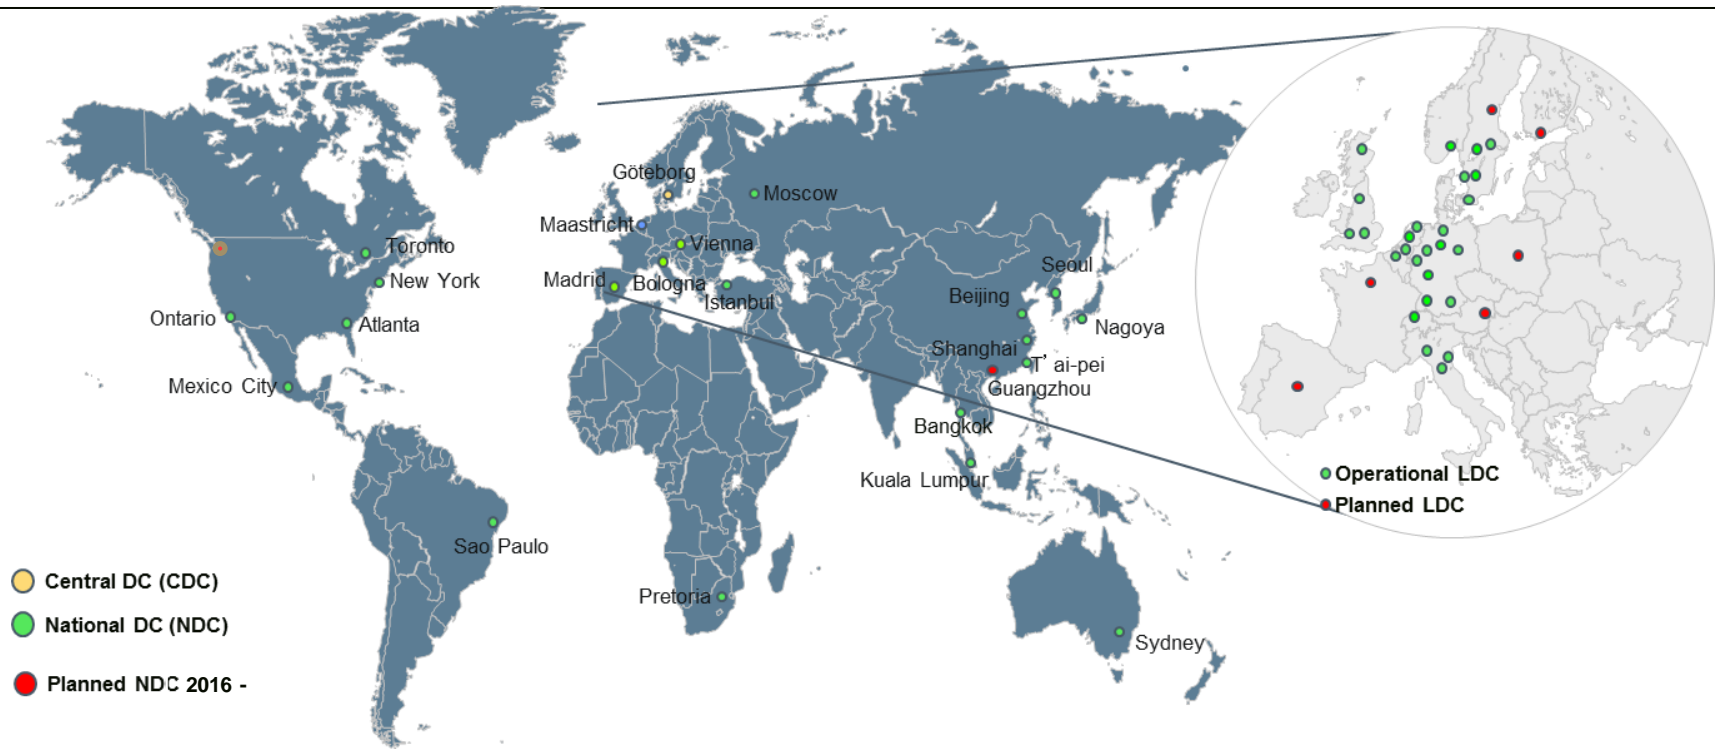 Göteborg
Moscow
Maastricht
Toronto
Vienna
Seoul
Madrid
Bologna
New York
Istanbul
Beijing
Ontario
Atlanta
Nagoya
Shanghai
T’ ai-pei
Mexico City
Guangzhou
Bangkok
Operational LDC
Kuala Lumpur
Planned LDC
Sao Paulo
Central DC (CDC)
Pretoria
National DC (NDC)
Sydney
Planned NDC 2016 -